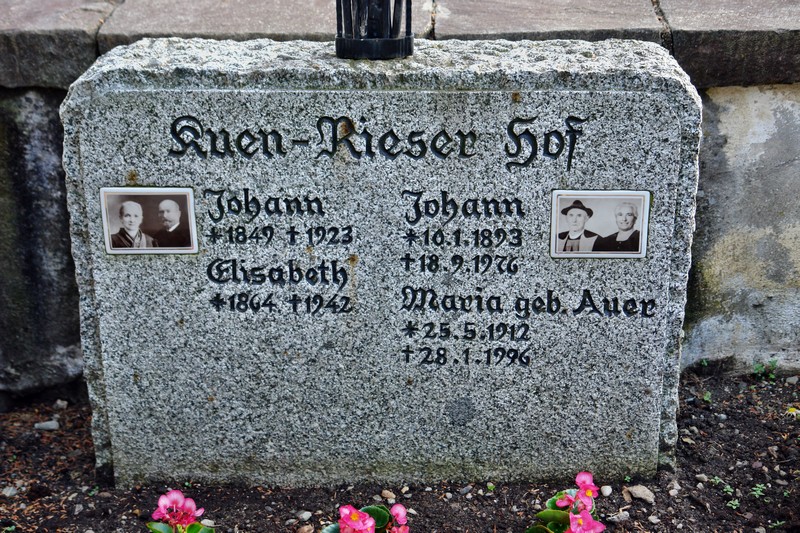 Kuen-Rieser Hof
Johann
*1849 †1923
Elisabeth
*1864 †1942
Johann
*16.1.1893
†18.9.1976
Maria geb. Auer
*25.5.1912
†28.1.1996